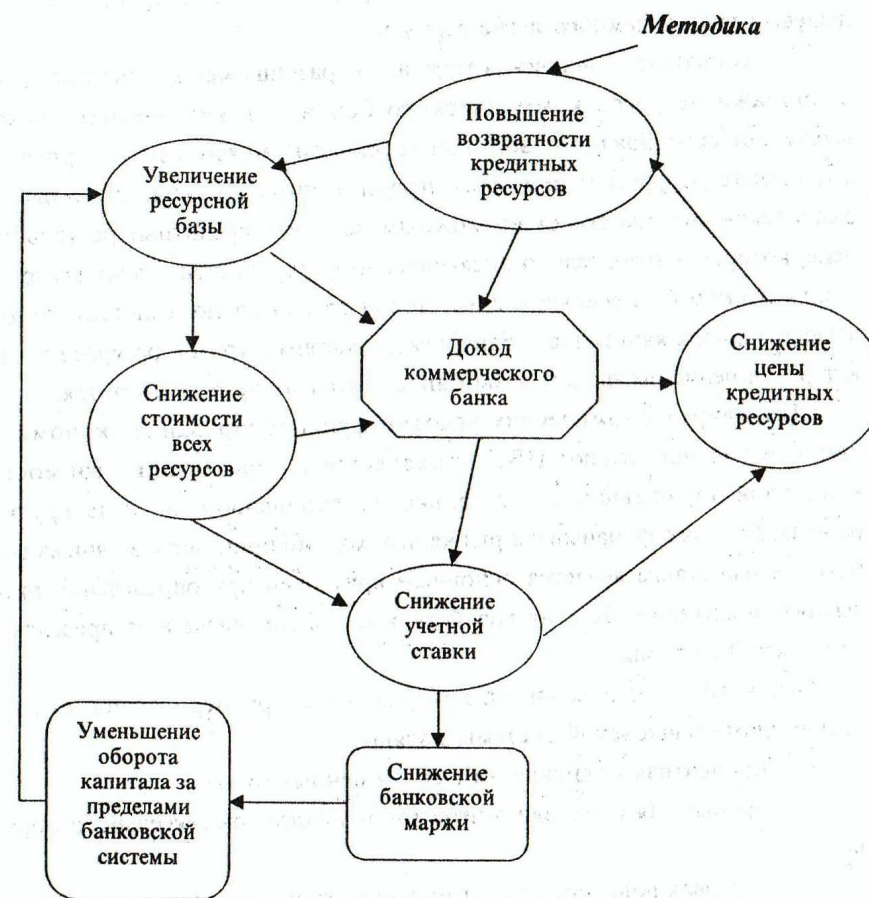 Методика
Повышение
возвратности
кредитных
ресурсов
Увеличение
ресурсной
базы
Доход
коммерческого
банка
Снижение
цены
кредитных
ресурсов
Снижение
стоимости
всех
ресурсов
Снижение
учетной
ставки
Уменьшение
оборота
капитала за
пределами
банковской
системы
Снижение
банковской
маржи